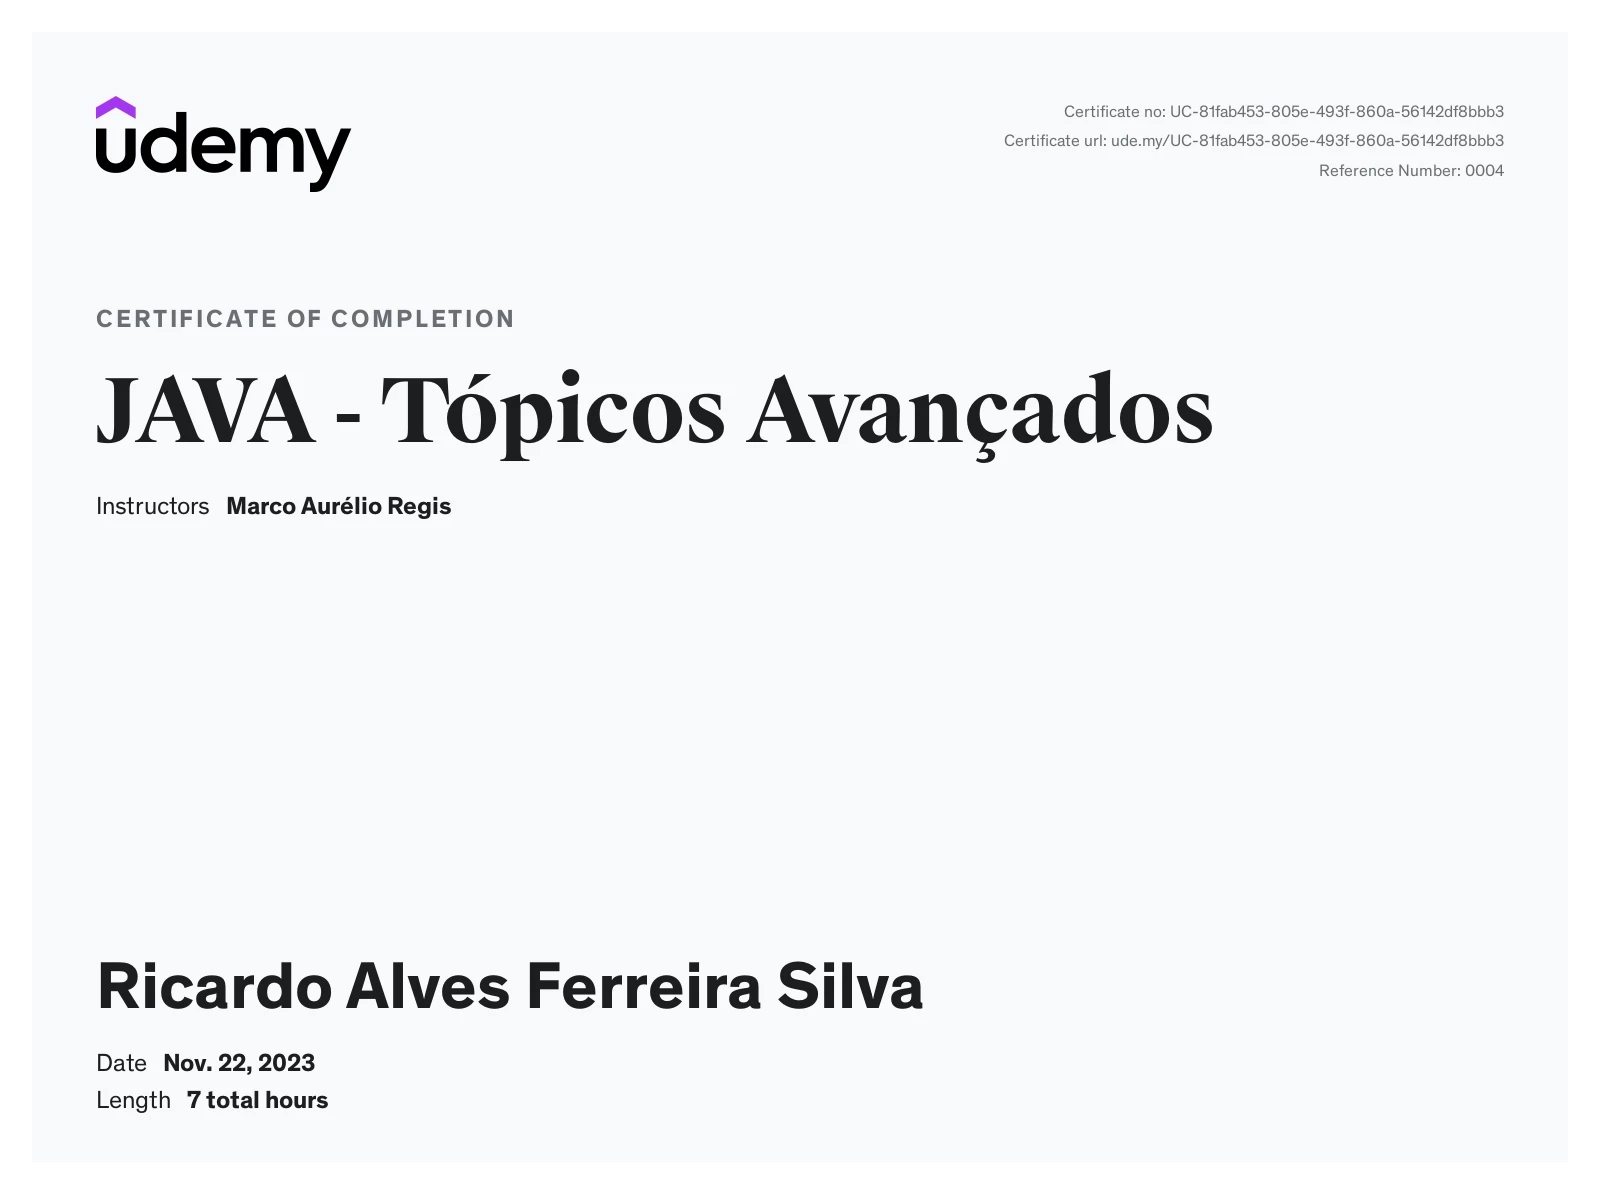 udemy
Certificate no: UC-81fab453-805e-493f-860a-56142df8bbb3
Certificate url: ude.my/UC-81fab453-805e-493f-860a-56142df8bbb3
Reference Number: 0004
CERTIFICATE OF COMPLETION
JAVA - Tópicos Avançados
Instructors Marco Aurélio Regis
Ricardo Alves Ferreira Silva
Date Nov. 22, 2023
Length 7 total hours